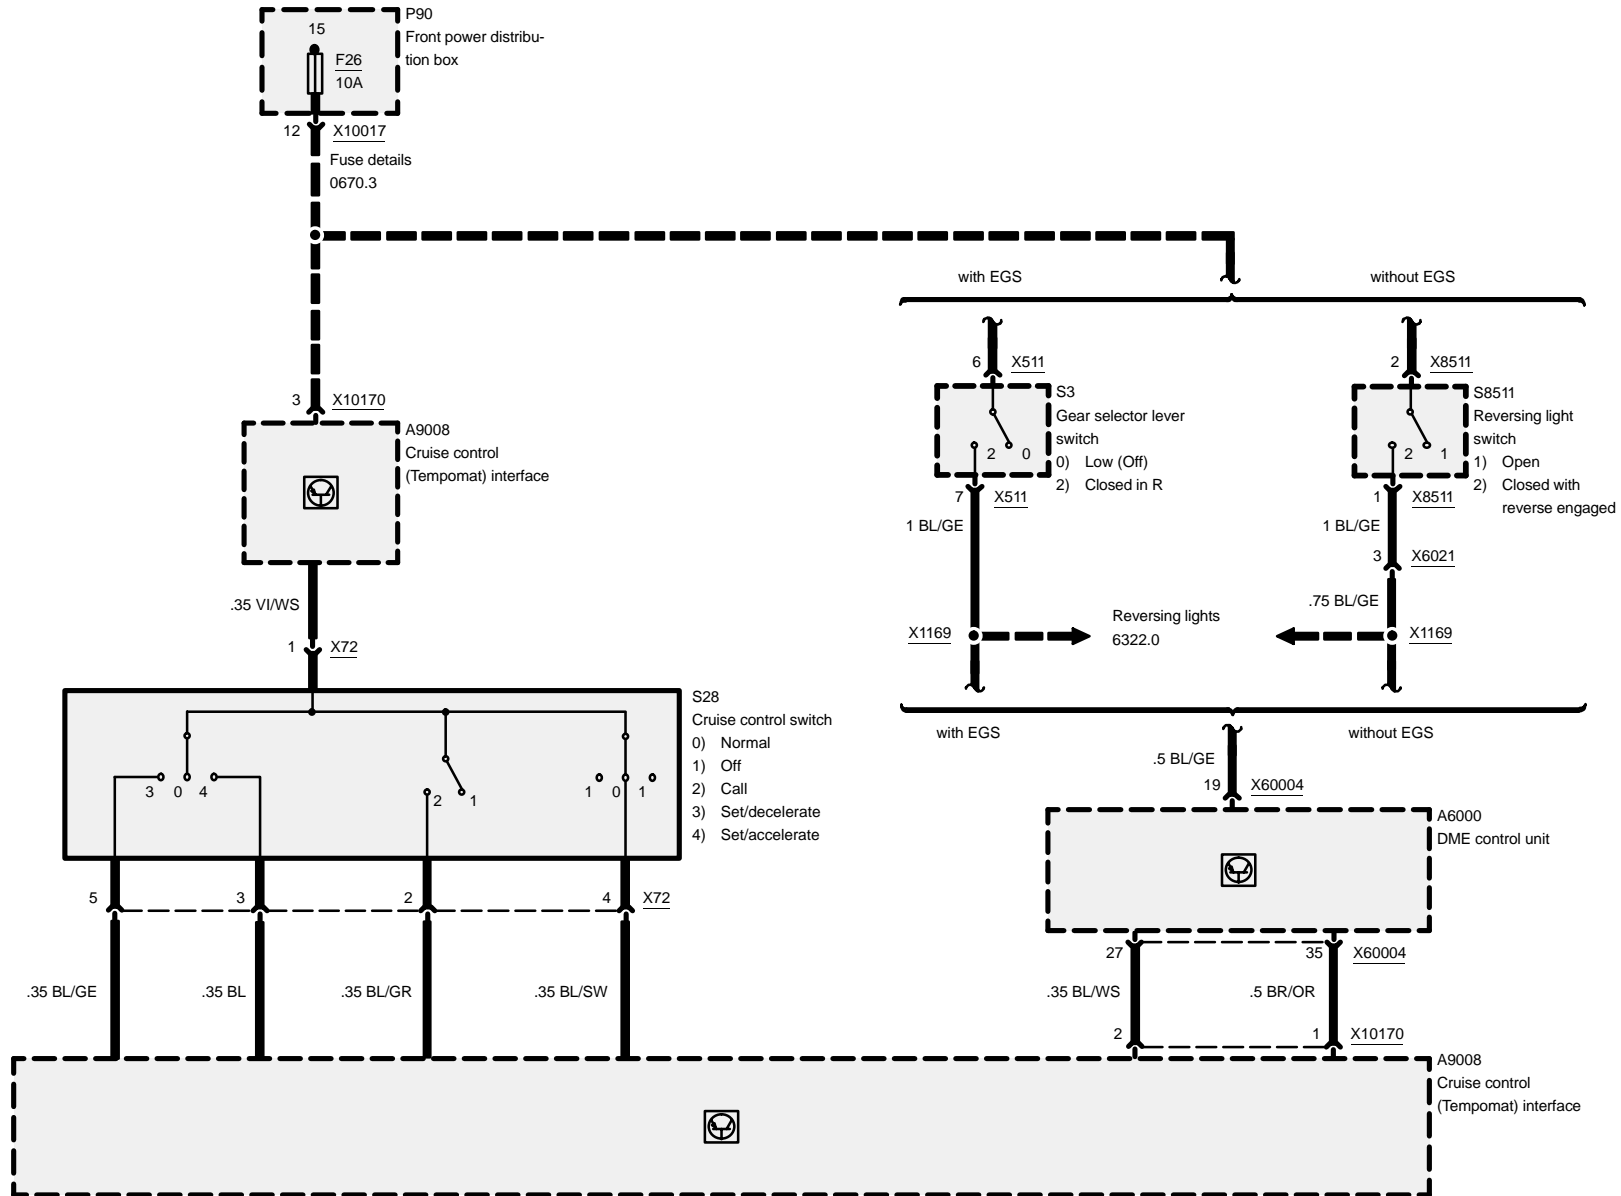 P90
15
Front power distribu-
tion box
F26
10A
12 X10017
Fuse details
0670.3
with EGS
without EGS
6 X511
2 X8511
S3
Gear selector lever
switch
0) Low (Off)
2) Closed in R
2 0
S8511
Reversing light
switch
1) Open
2) Closed with
reverse engaged
2 1
3 X10170
A9008
Cruise control
(Tempomat) interface
7 X511
1 X8511
1 BL/GE
1 BL/GE
3 X6021
.35 VI/WS
.75 BL/GE
X1169
Reversing lights
6322.0
X1169
1 X72
S28
Cruise control switch
0) Normal
1) Off
2) Call
3) Set/decelerate
4) Set/accelerate
3 0 4
2 1
1 0 1
with EGS
without EGS
.5 BL/GE
19 X60004
A6000
DME control unit
5 3 2 4 X72
27 35 X60004
.35 BL/GE
.35 BL
.35 BL/GR
.35 BL/SW
.35 BL/WS
.5 BR/OR
2 1 X10170
A9008
Cruise control
(Tempomat) interface